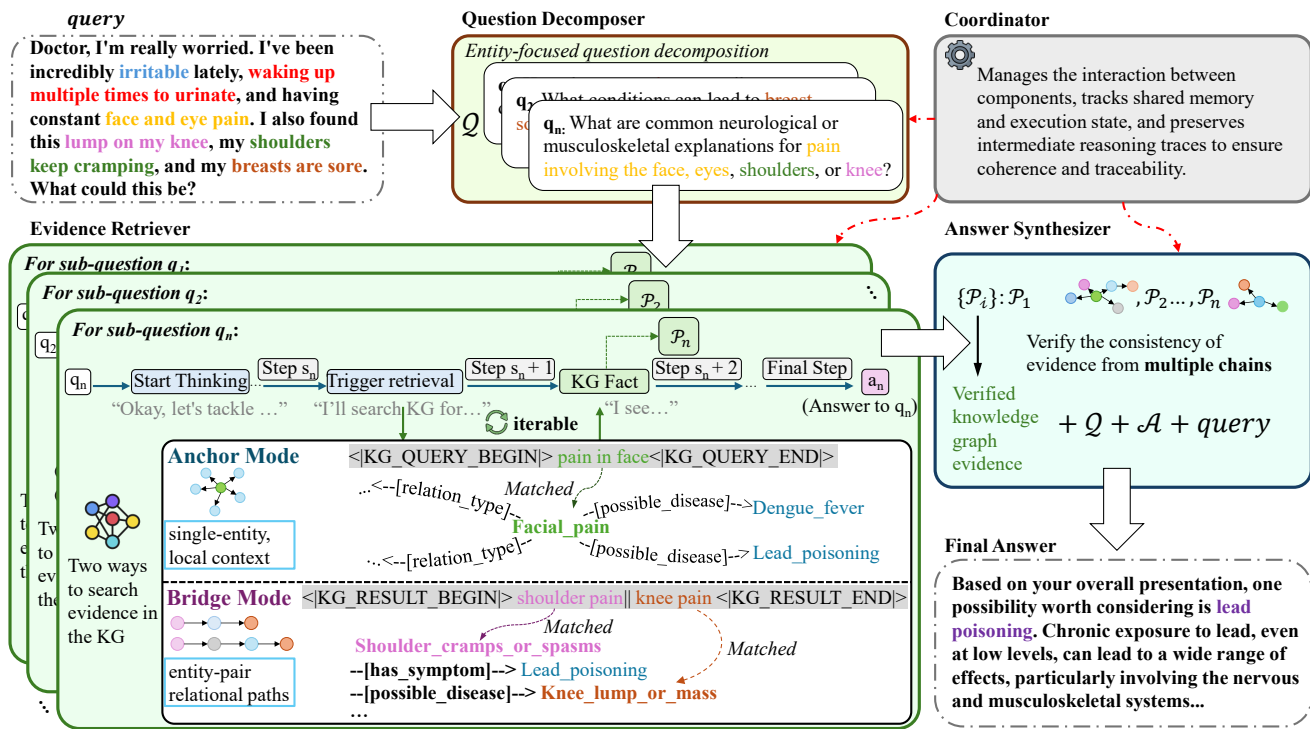 query
Doctor, I'm really worried. I've been
incredibly irritable lately, waking up
multiple times to urinate, and having
constant face and eye pain. I also found
this lump on my knee, my shoulders
keep cramping, and my breasts are sore.
What could this be?
Question Decomposer
Entity-focused question decomposition
Q
What conditions can lead to breast
qn: What are common neurological or
musculoskeletal explanations for pain
involving the face, eyes, shoulders, or knee?
Coordinator
Manages the interaction between
components, tracks shared memory
and execution state, and preserves
intermediate reasoning traces to ensure
coherence and traceability.
Evidence Retriever
For sub-question q1:
For sub-question q2:
P2
q2
For sub-question qn:
Pn
qn
Start Thinking
...
Step sn
Trigger retrieval
Step sn + 1
KG Fact
Step sn + 2
...
Final Step
an
“Okay, let's tackle …”
“I’ll search KG for…”
“I see…”
(Answer to qn)
iterable
Two ways
to search
evidence in
the KG
Anchor Mode
single-entity,
local context
<|KG_QUERY_BEGIN|> pain in face<|KG_QUERY_END|>
Matched
...<--[relation_type]
--[possible_disease]--> Dengue_fever
Facial_pain
...<--[relation_type]
--[possible_disease]--> Lead_poisoning
Bridge Mode
entity-pair
relational paths
<|KG_RESULT_BEGIN|> shoulder pain|| knee pain <|KG_RESULT_END|>
Matched
Matched
Shoulder_cramps_or_spasms
--[has_symptom]--> Lead_poisoning
--[possible_disease]--> Knee_lump_or_mass
…
Answer Synthesizer
{Pi}: P1 , P2 ..., Pn
Verify the consistency of
evidence from multiple chains
Verified
knowledge
graph
evidence
+ Q + A + query
Final Answer
Based on your overall presentation, one
possibility worth considering is lead
poisoning. Chronic exposure to lead, even
at low levels, can lead to a wide range of
effects, particularly involving the nervous
and musculoskeletal systems...